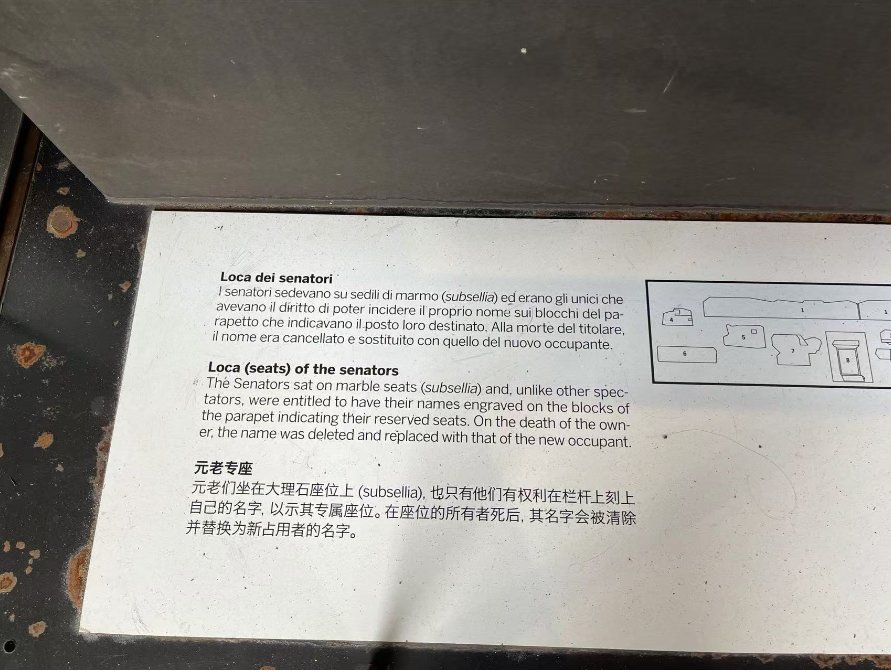 Loca dei senatori
I senatori sedevano su sedili di marmo (subsellia) ed erano gli unici che
avevano il diritto di poter incidere il proprio nome sui blocchi del pa-
rapetto che indicavano il posto loro destinato. Alla morte del titolare,
il nome era cancellato e sostituito con quello del nuovo occupante.
Loca (seats) of the senators
The Senators sat on marble seats (subsellia) and, unlike other spec-
tators, were entitled to have their names engraved on the blocks of
the parapet indicating their reserved seats. On the death of the own-
er, the name was deleted and replaced with that of the new occupant.
元老专座
元老们坐在大理石座位上 (subsellia), 也只有他们有权利在栏杆上刻上
自己的名字, 以示其专属座位。在座位的所有者死后, 其名字会被清除
并替换为新占用者的名字。
4 1 1
5 7 8
6